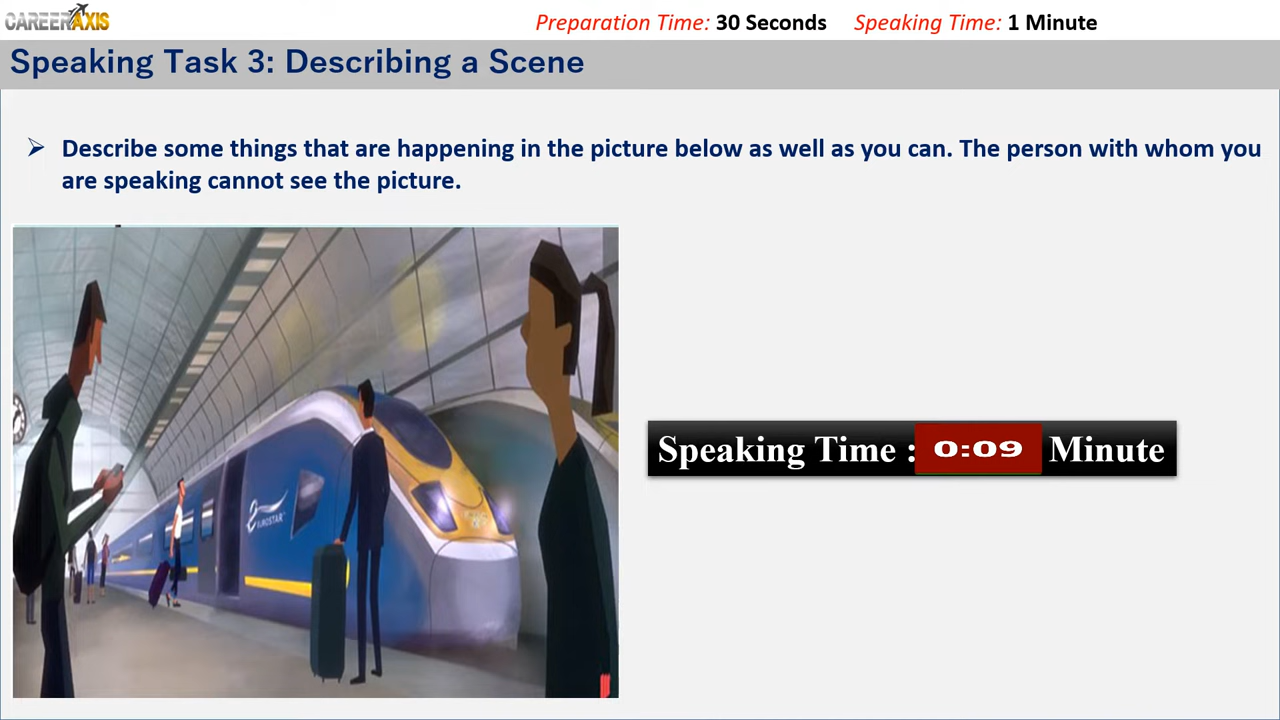 CAREERAXIS
Preparation Time: 30 Seconds Speaking Time: 1 Minute
Speaking Task 3: Describing a Scene
Describe some things that are happening in the picture below as well as you can. The person with whom you
are speaking cannot see the picture.
EUROSTAR
Speaking Time : 0:09 Minute